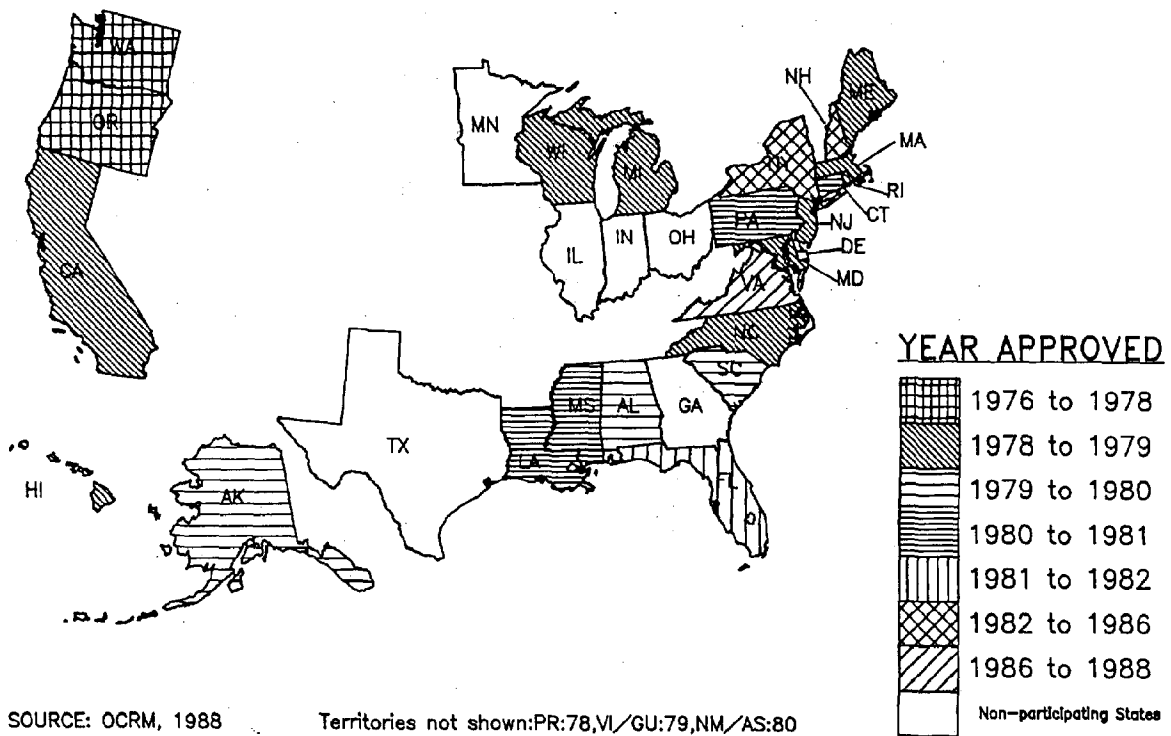 WA
OR
CA
HI
AK
TX
MN
WI
MI
IL
IN
OH
NH
ME
MA
RI
CT
NY
PA
NJ
DE
MD
VA
NC
SC
MS
AL
GA
LA
FL
YEAR APPROVED
1976 to 1978
1978 to 1979
1979 to 1980
1980 to 1981
1981 to 1982
1982 to 1986
1986 to 1988
Non-participating States
SOURCE: OCRM, 1988
Territories not shown:PR:78,VI/GU:79,NM/AS:80